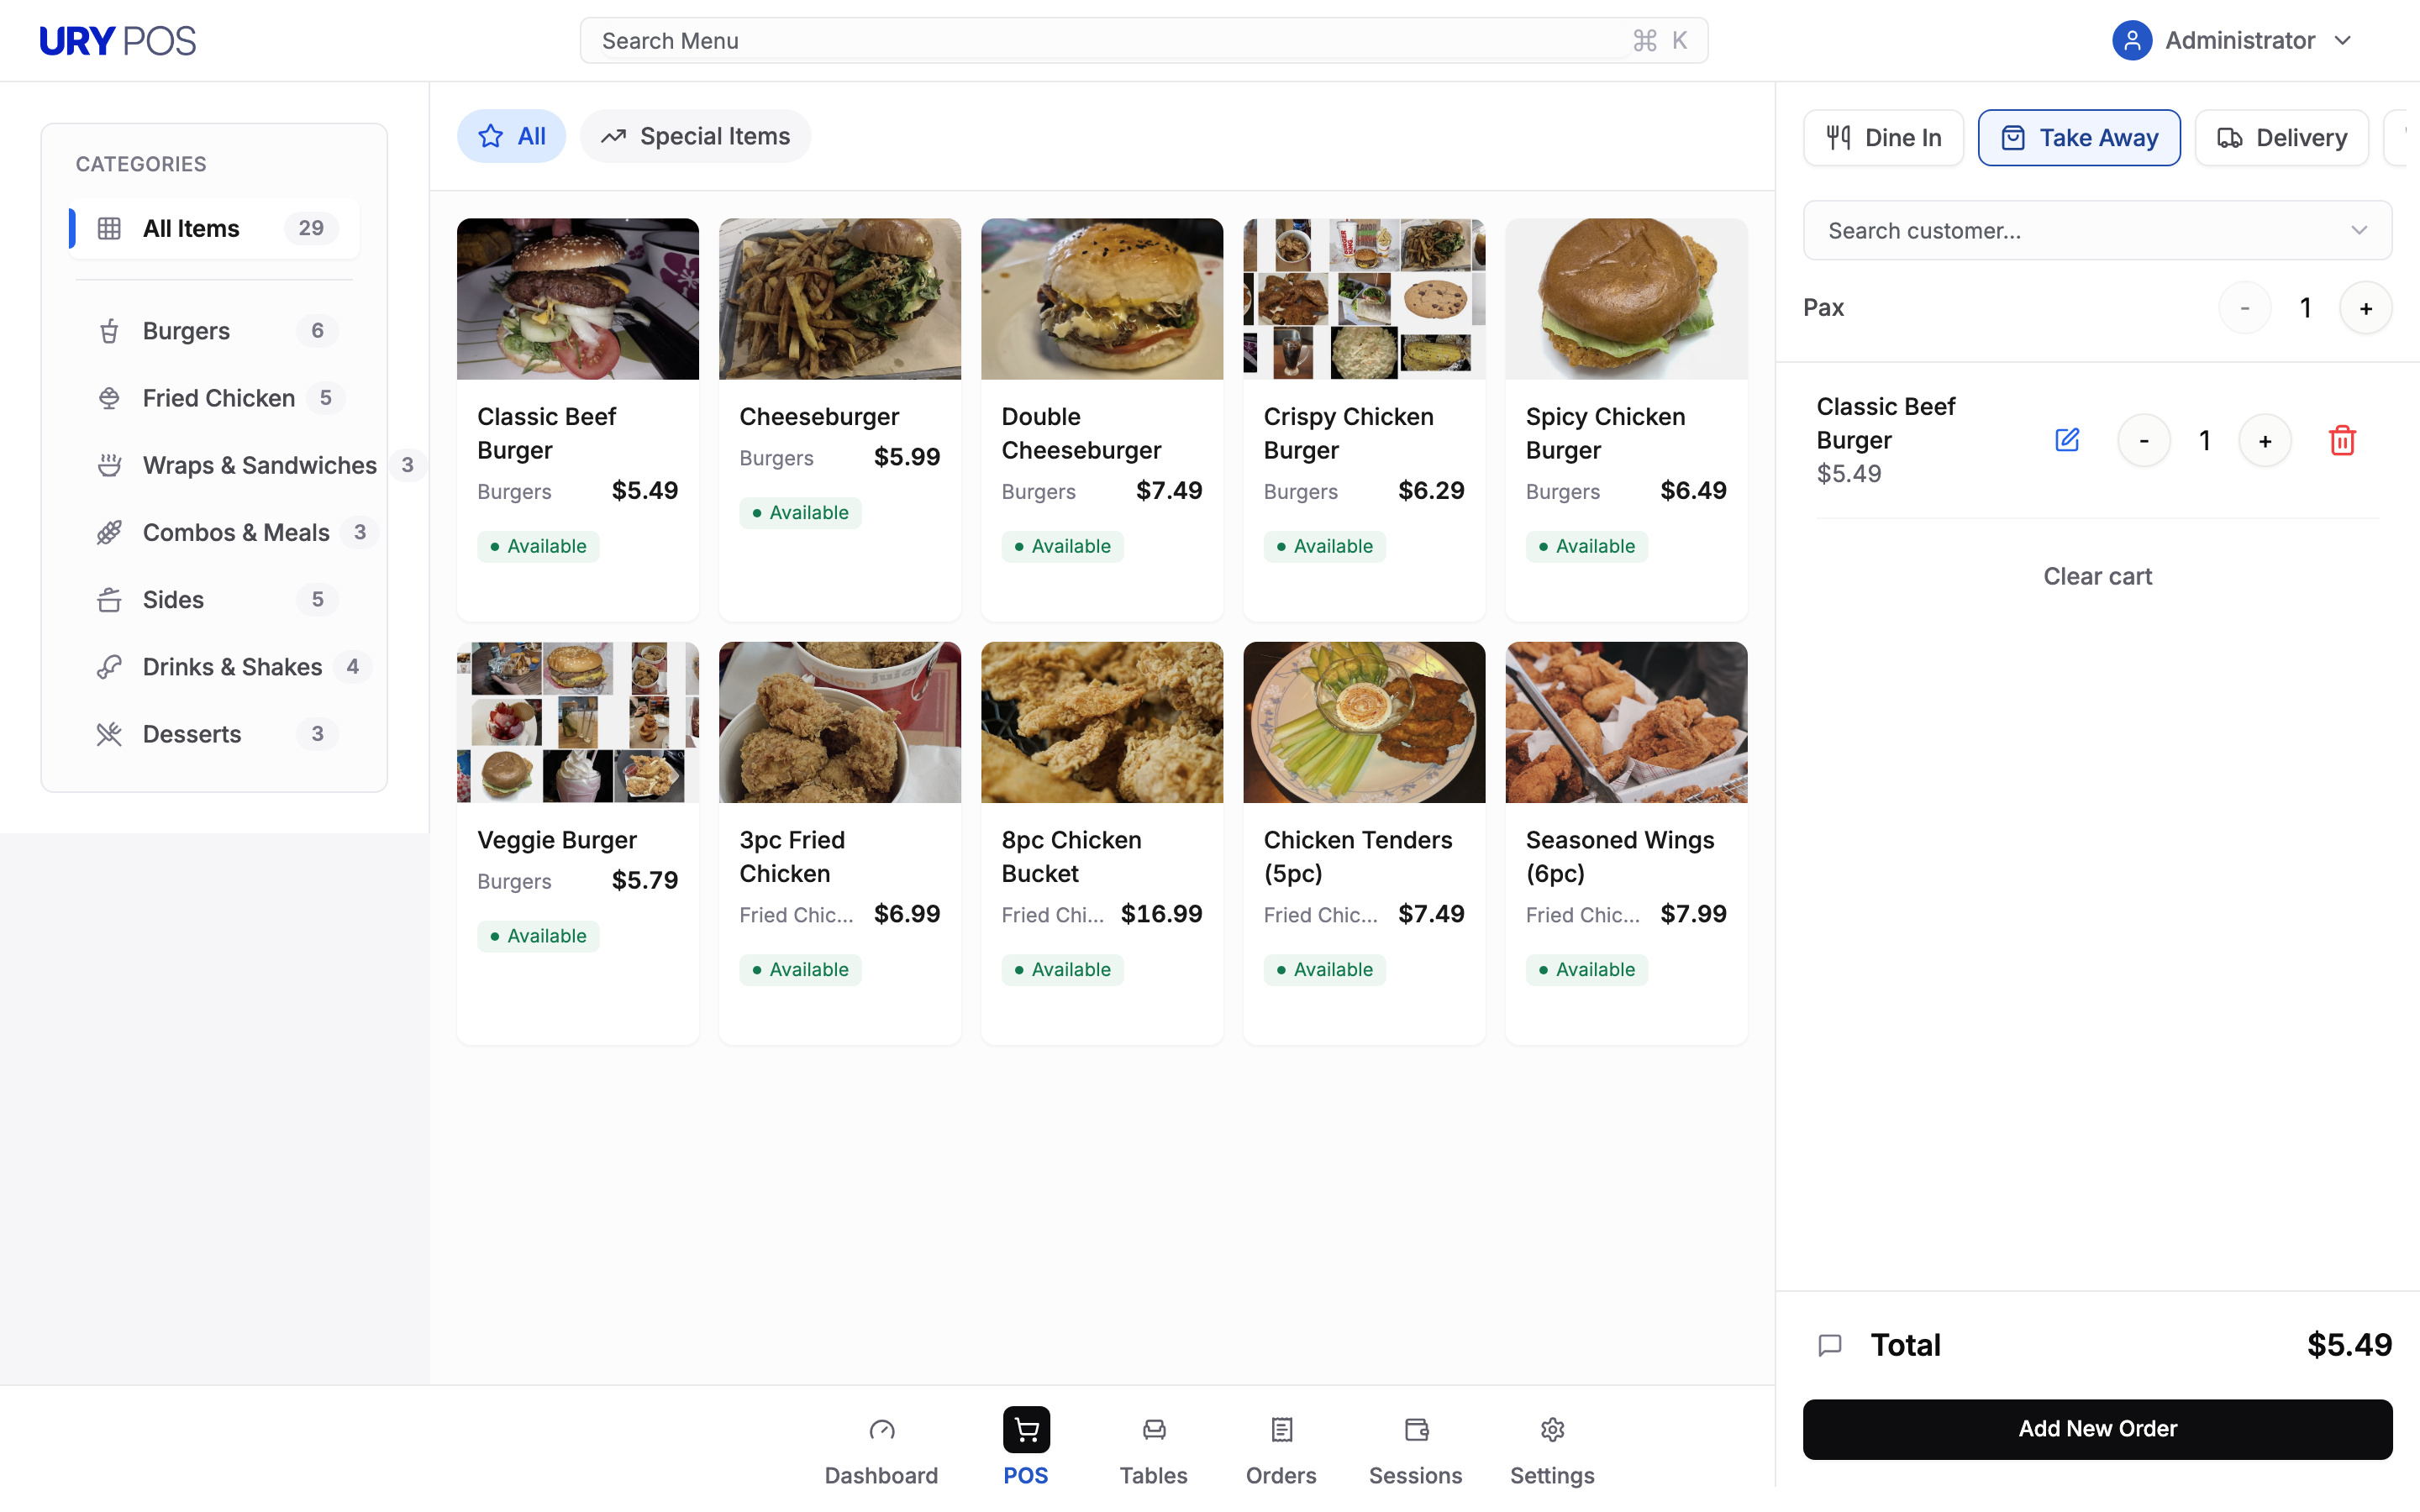 URY POS
Search Menu
⌘ K
Administrator
CATEGORIES
All Items 29
Burgers 6
Fried Chicken 5
Wraps & Sandwiches 3
Combos & Meals 3
Sides 5
Drinks & Shakes 4
Desserts 3
All
Special Items
Classic Beef
Burger
Burgers $5.49
Available
Cheeseburger
Burgers $5.99
Available
Double
Cheeseburger
Burgers $7.49
Available
Crispy Chicken
Burger
Burgers $6.29
Available
Spicy Chicken
Burger
Burgers $6.49
Available
Veggie Burger
Burgers $5.79
Available
3pc Fried
Chicken
Fried Chic... $6.99
Available
8pc Chicken
Bucket
Fried Chi... $16.99
Available
Chicken Tenders
(5pc)
Fried Chic... $7.49
Available
Seasoned Wings
(6pc)
Fried Chic... $7.99
Available
Dine In
Take Away
Delivery
Search customer...
Pax - 1 +
Classic Beef
Burger
$5.49
- 1 +
Clear cart
Total $5.49
Add New Order
Dashboard
POS
Tables
Orders
Sessions
Settings